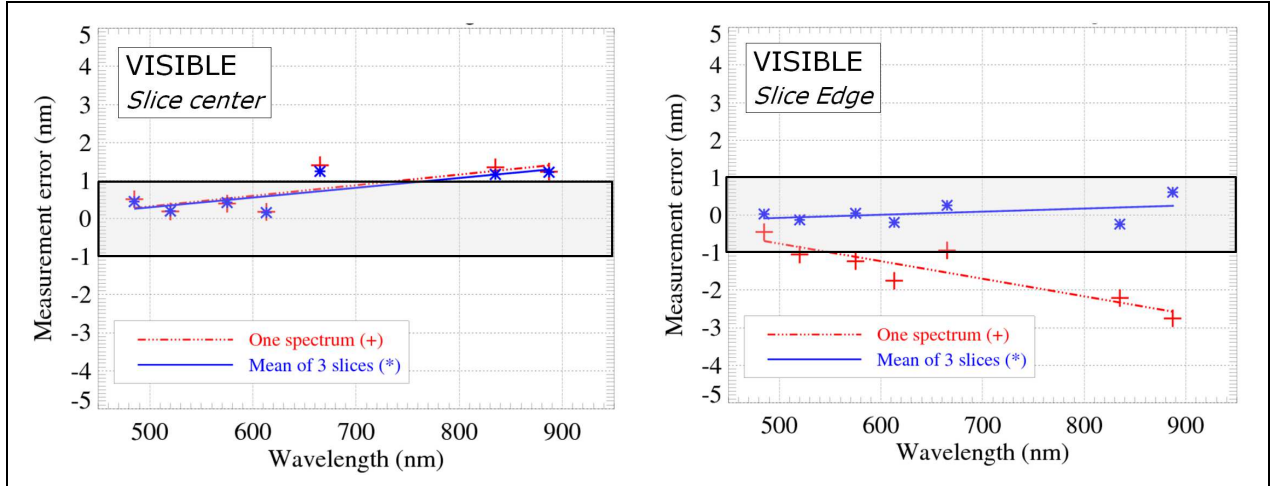 VISIBLE
Slice center
5
4
3
2
1
0
-1
-2
-3
-4
-5
Measurement error (nm)
One spectrum (+)
Mean of 3 slices (*)
500 600 700 800 900
Wavelength (nm)
VISIBLE
Slice Edge
5
4
3
2
1
0
-1
-2
-3
-4
-5
Measurement error (nm)
One spectrum (+)
Mean of 3 slices (*)
500 600 700 800 900
Wavelength (nm)